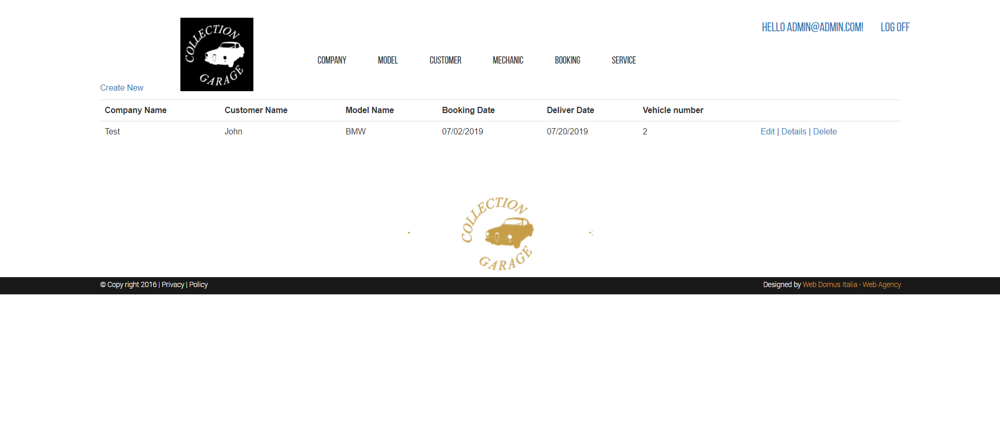 HELLO ADMIN@ADMIN.COM! LOG OFF
COLLECTION
GARAGE
COMPANY MODEL CUSTOMER MECHANIC BOOKING SERVICE
Create New
Company Name Customer Name Model Name Booking Date Deliver Date Vehicle number
Test John BMW 07/02/2019 07/20/2019 2 Edit | Details | Delete
COLLECTION
GARAGE
© Copy right 2016 | Privacy | Policy Designed by Web Domus Italia - Web Agency